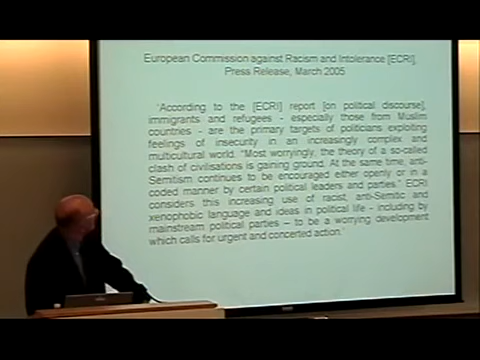 European Commission against Racism and Intolerance [ECRI],
Press Release, March 2005
'According to the [ECRI] report [on political discourse],
immigrants and refugees - especially those from Muslim
countries - are the primary targets of politicians exploiting
feelings of insecurity in an increasingly complex and
multicultural world. "Most worryingly, the theory of a so-called
clash of civilisations is gaining ground. At the same time, anti-
Semitism continues to be encouraged either openly or in a
coded manner by certain political leaders and parties." ECRI
considers this increasing use of racist, anti-Semitic and
xenophobic language and ideas in political life - including by
mainstream political parties – to be a worrying development
which calls for urgent and concerted action.'